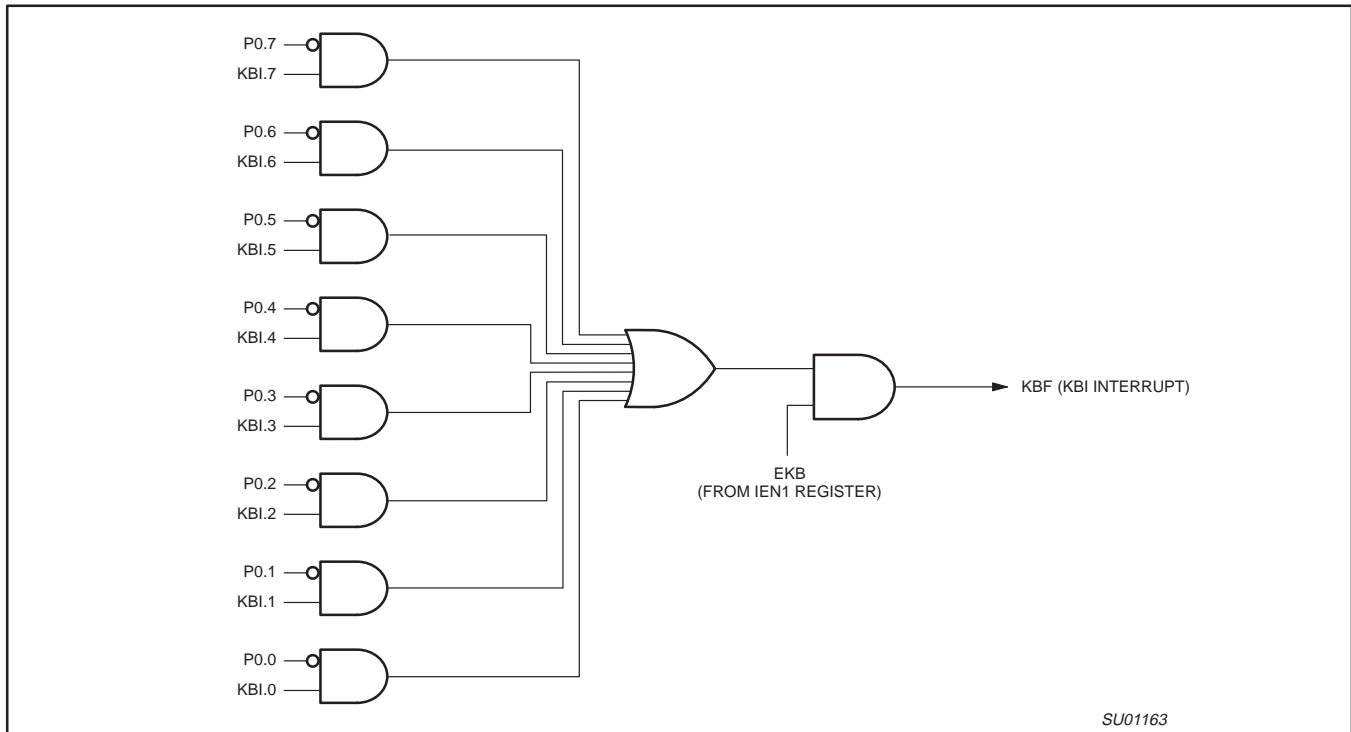 P0.7
KBI.7
P0.6
KBI.6
P0.5
KBI.5
P0.4
KBI.4
P0.3
KBI.3
P0.2
KBI.2
P0.1
KBI.1
P0.0
KBI.0
EKB
(FROM IEN1 REGISTER)
KBF (KBI INTERRUPT)
SU01163